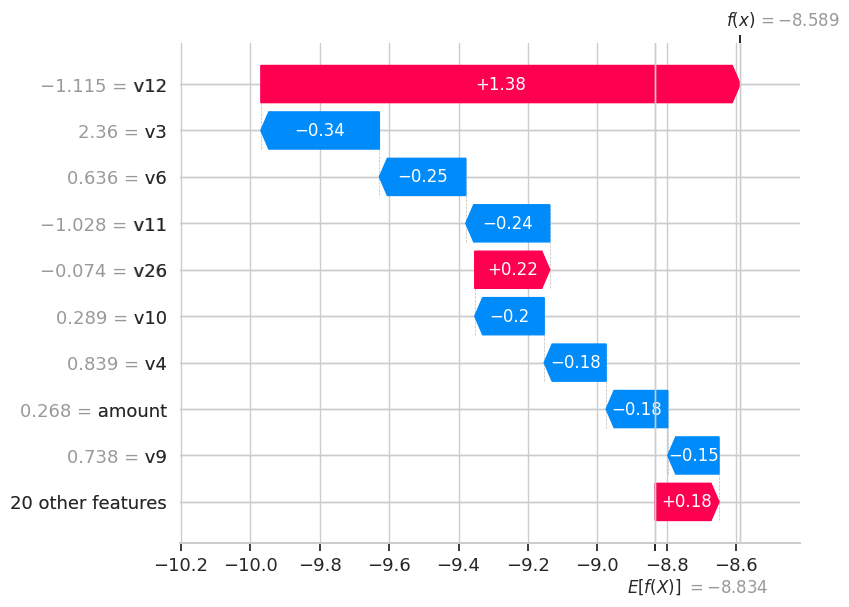 f(x) = −8.589
−1.115 = v12
+1.38
2.36 = v3
−0.34
0.636 = v6
−0.25
−1.028 = v11
−0.24
−0.074 = v26
+0.22
0.289 = v10
−0.2
0.839 = v4
−0.18
0.268 = amount
−0.18
0.738 = v9
−0.15
20 other features
+0.18
−10.2 −10.0 −9.8 −9.6 −9.4 −9.2 −9.0 −8.8 −8.6
E[f(X)] = −8.834